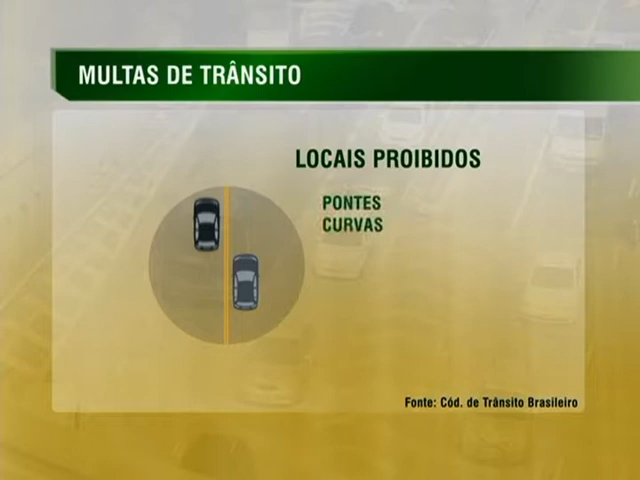 MULTAS DE TRÂNSITO
LOCAIS PROIBIDOS
PONTES
CURVAS
Fonte: Cód. de Trânsito Brasileiro